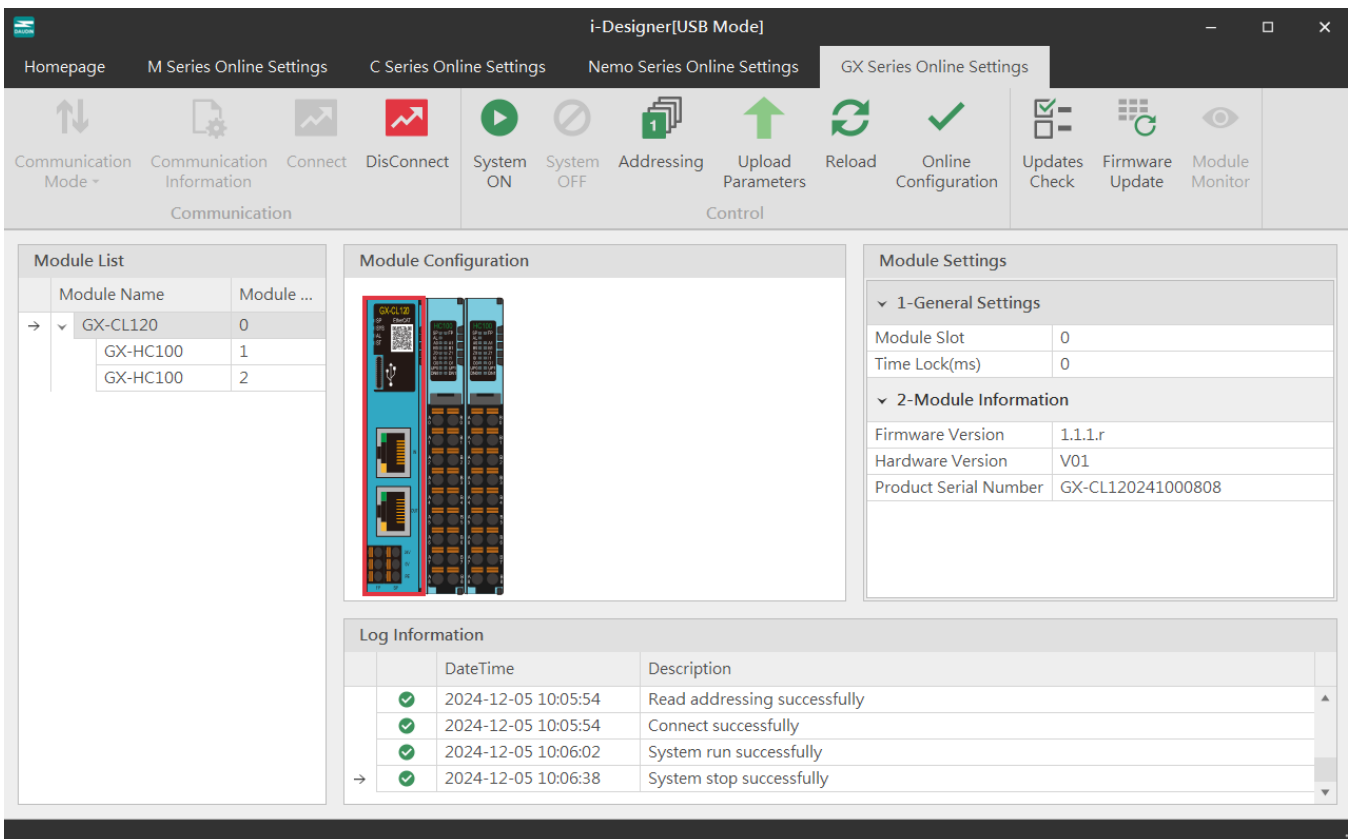 DAUDIN
i-Designer[USB Mode]
Homepage M Series Online Settings C Series Online Settings Nemo Series Online Settings GX Series Online Settings
Communication Mode
Communication Information
Connect
DisConnect
System ON
System OFF
Addressing
Upload Parameters
Reload
Online Configuration
Updates Check
Firmware Update
Module Monitor
Communication
Control
Module List
Module Name Module ...
GX-CL120 0
GX-HC100 1
GX-HC100 2
Module Configuration
GX-CL120
EtherCAT
HC100
HC100
Module Settings
1-General Settings
Module Slot 0
Time Lock(ms) 0
2-Module Information
Firmware Version 1.1.1.r
Hardware Version V01
Product Serial Number GX-CL120241000808
Log Information
DateTime Description
2024-12-05 10:05:54 Read addressing successfully
2024-12-05 10:05:54 Connect successfully
2024-12-05 10:06:02 System run successfully
2024-12-05 10:06:38 System stop successfully